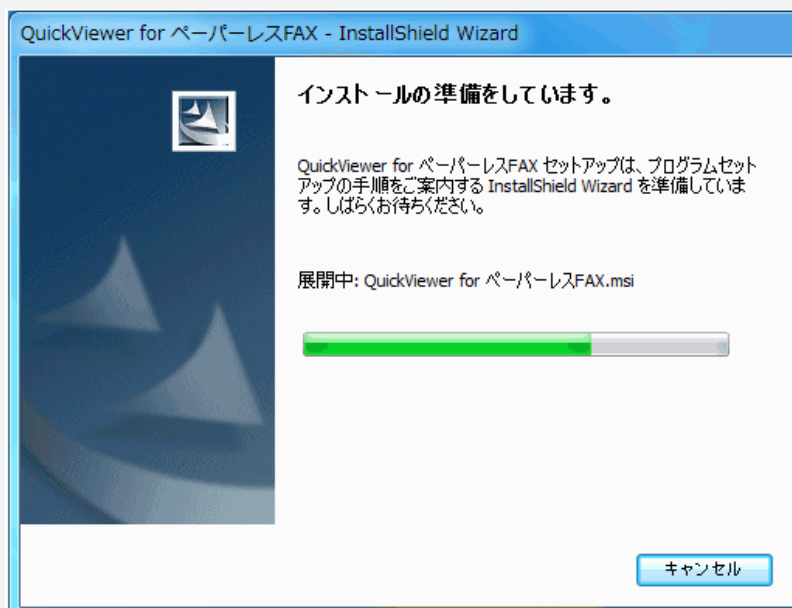 QuickViewer for ペーパーレスFAX - InstallShield Wizard
インストールの準備をしています。
QuickViewer for ペーパーレスFAX セットアップは、プログラムセット
アップの手順をご案内する InstallShield Wizard を準備していま
す。しばらくお待ちください。
展開中: QuickViewer for ペーパーレスFAX.msi
キャンセル